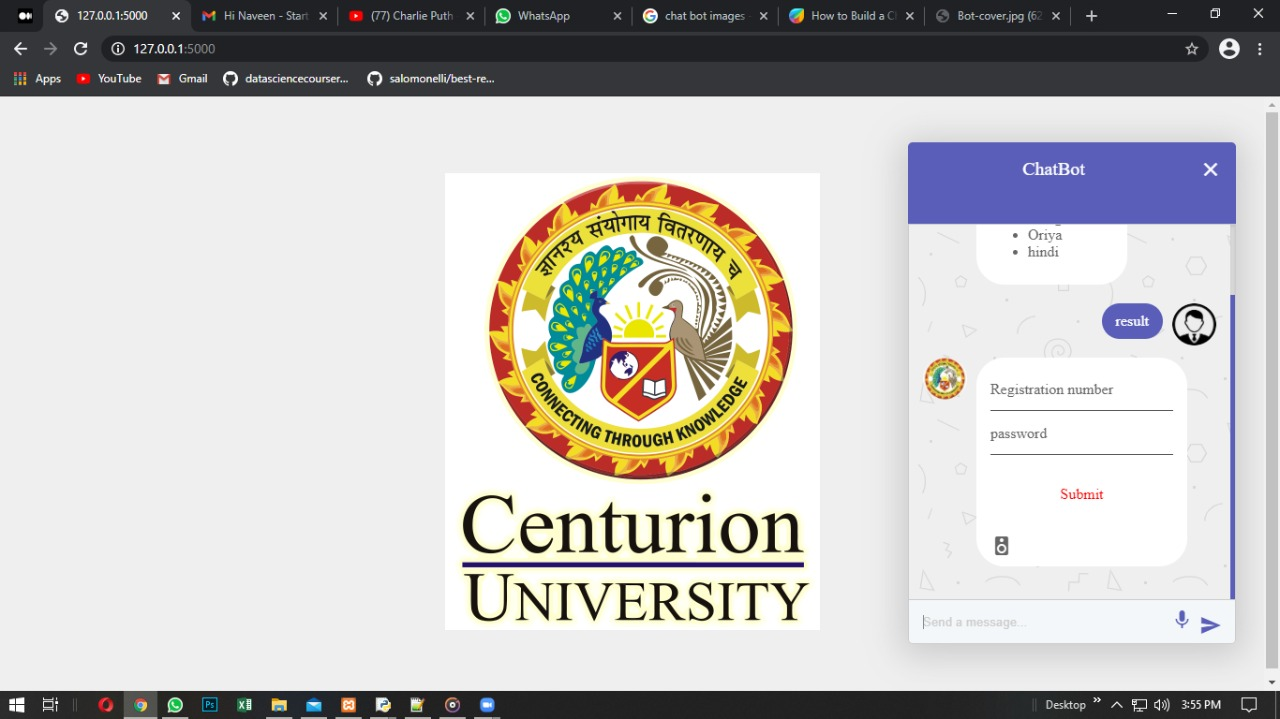 127.0.0.1:5000
Hi Naveen - Start
(77) Charlie Puth
WhatsApp
chat bot images
How to Build a C
Bot-cover.jpg (62
127.0.0.1:5000
Apps
YouTube
Gmail
datasciencecourser...
salomonelli/best-re...
ChatBot
Oriya
hindi
result
Registration number
password
Submit
Send a message...
ज्ञानश्य संयोगाय वितरणाय च
CONNECTING THROUGH KNOWLEDGE
Centurion
UNIVERSITY
Ps
Desktop
3:55 PM